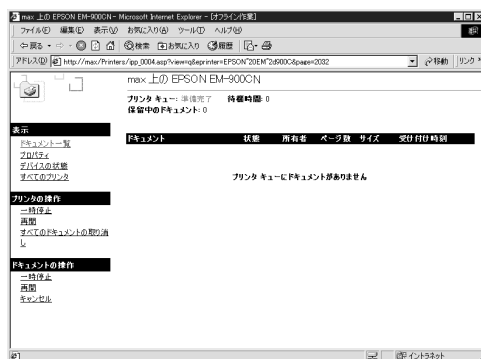 max 上の EPSON EM-900CN - Microsoft Internet Explorer - [オフライン作業]
ファイル(F) 編集(E) 表示(V) お気に入り(A) ツール(T) ヘルプ(H)
戻る 検索 お気に入り 履歴
アドレス(D) http://max/Printers/ipp_0004.asp?view=q&eprinter=EPSON~20EM~2d900C&page=2032 移動 リンク
max 上の EPSON EM-900CN
プリンタ キュー: 準備完了 待機時間: 0
保留中のドキュメント: 0
表示
ドキュメント一覧
プロパティ
デバイスの状態
すべてのプリンタ
ドキュメント 状態 所有者 ページ数 サイズ 受け付け時刻
プリンタ キューにドキュメントがありません
プリンタの操作
一時停止
再開
すべてのドキュメントの取り消
し
ドキュメントの操作
一時停止
再開
キャンセル
イントラネット